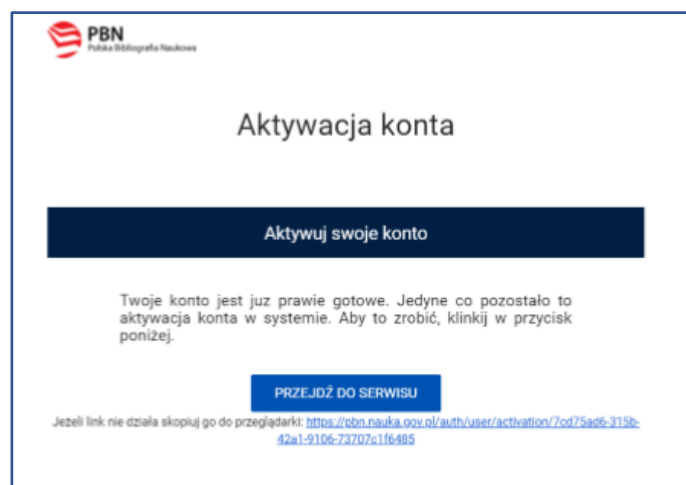 PBN
Polska Bibliografia Naukowa
Aktywacja konta
Aktywuj swoje konto
Twoje konto jest juz prawie gotowe. Jedyne co pozostało to
aktywacja konta w systemie. Aby to zrobić, klinkij w przycisk
poniżej.
PRZEJDŹ DO SERWISU
Jeżeli link nie działa skopiuj go do przeglądarki: https://pbn.nauka.gov.pl/auth/user/activation/7cd75ad6-315b-
42a1-9106-73707c1f6485